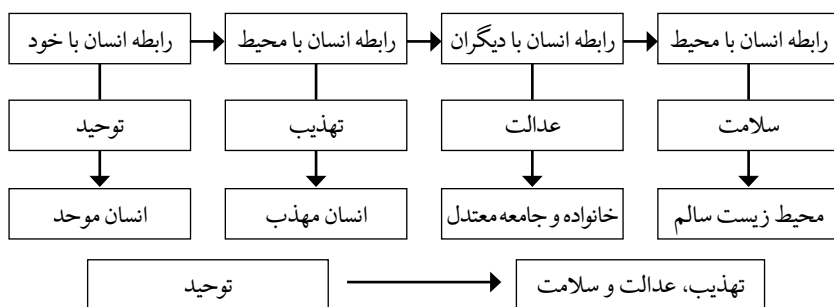 رابطه انسان با خود
رابطه انسان با محیط
رابطه انسان با دیگران
رابطه انسان با محیط
توحید
تهذیب
عدالت
سلامت
انسان موحد
انسان مهذب
خانواده و جامعه معتدل
محیط زیست سالم
توحید
تهذیب، عدالت و سلامت